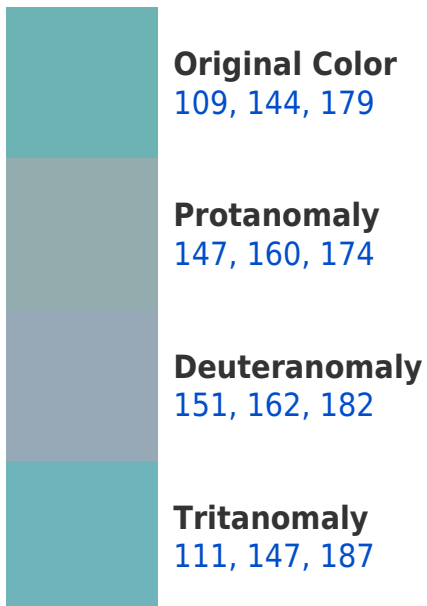 Original Color
109, 144, 179
Protanomaly
147, 160, 174
Deuteranomaly
151, 162, 182
Tritanomaly
111, 147, 187